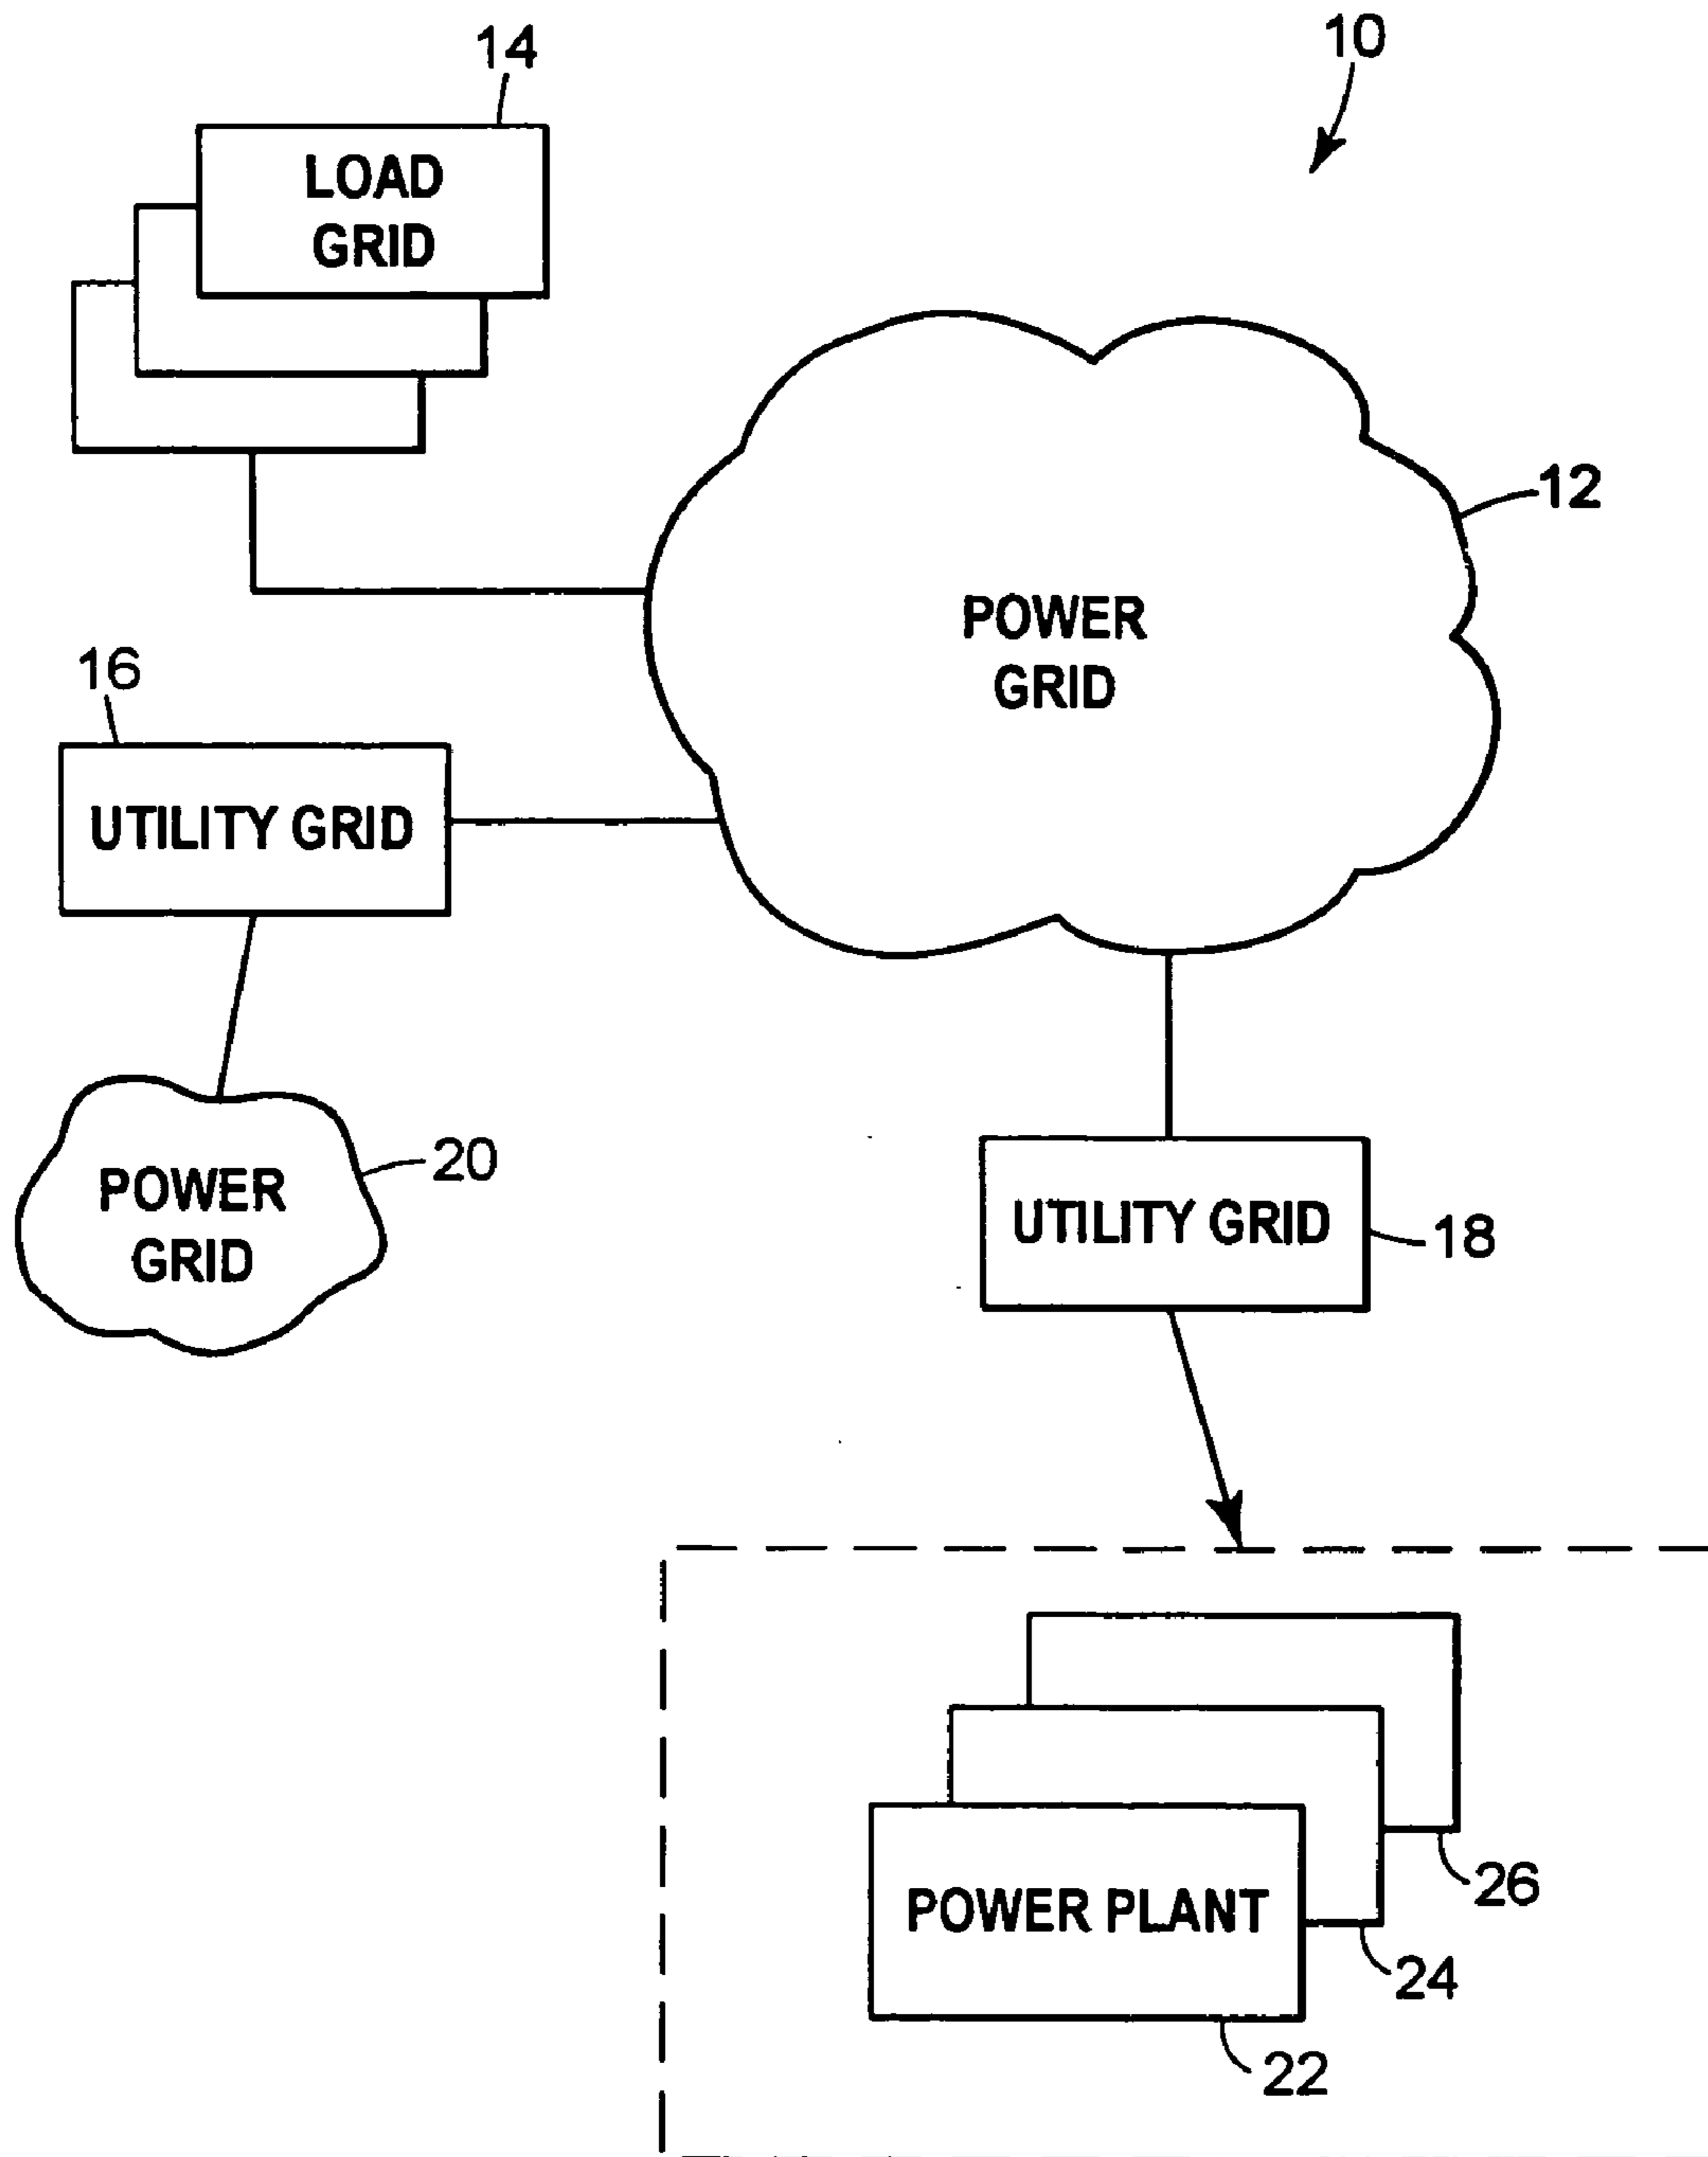 14
10
LOAD
GRID
12
POWER
GRID
16
UTILITY GRID
20
POWER
GRID
UTILITY GRID
18
26
POWER PLANT
24
22